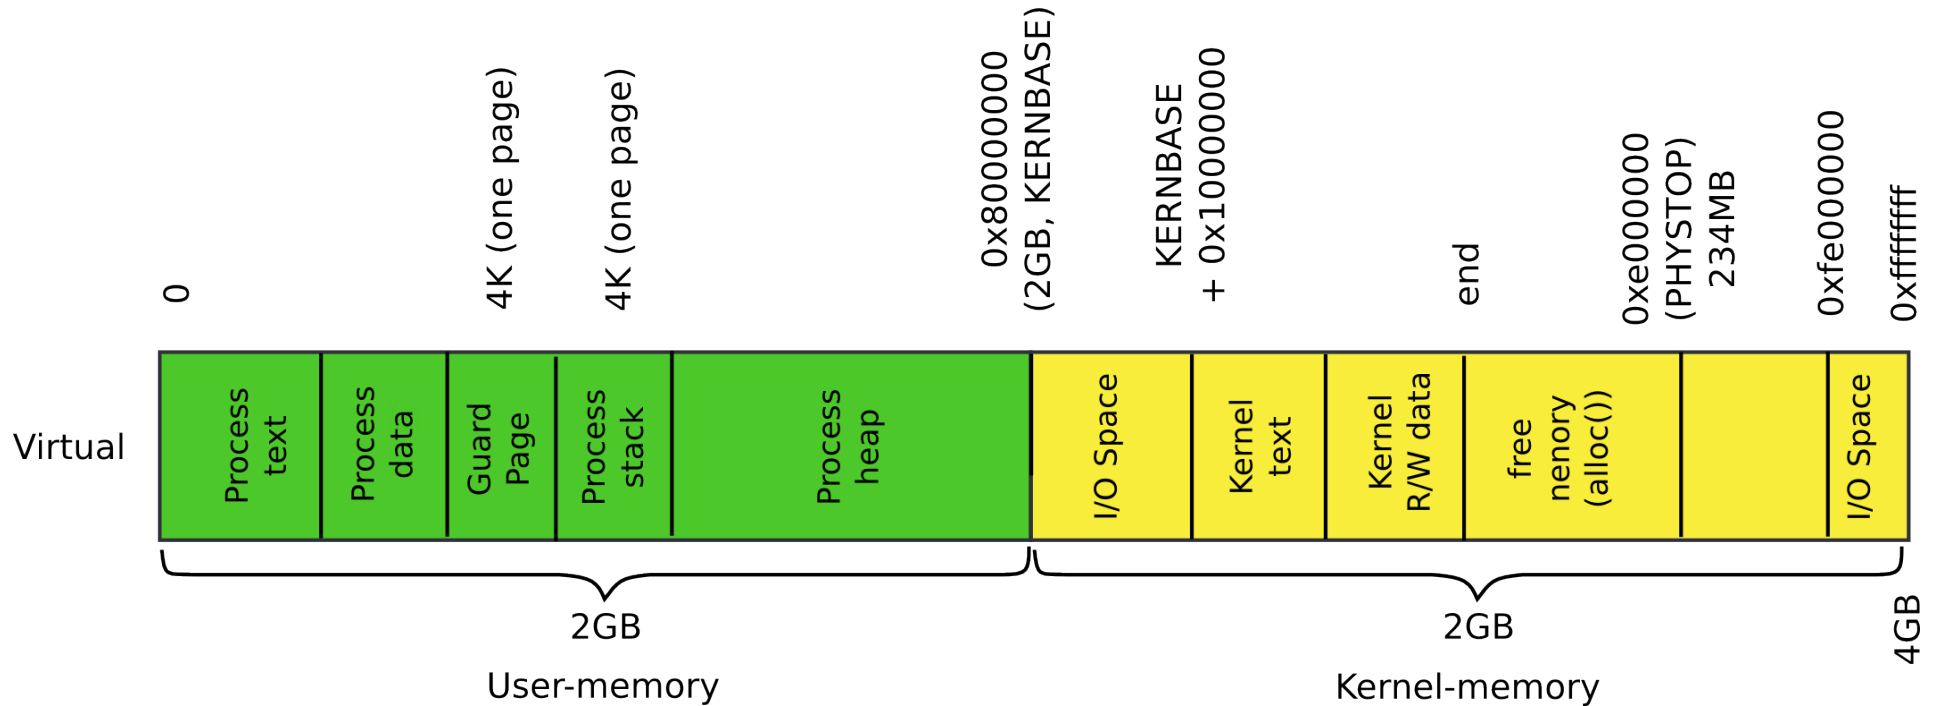 0
4K (one page)
4K (one page)
0x80000000
(2GB, KERNBASE)
KERNBASE
+ 0x10000000
end
0xe000000
(PHYSTOP)
234MB
0xfe000000
0xffffffff
Virtual
Process
text
Process
data
Guard
Page
Process
stack
Process
heap
I/O Space
Kernel
text
Kernel
R/W data
free
nenory
(alloc())
I/O Space
2GB
User-memory
2GB
Kernel-memory
4GB